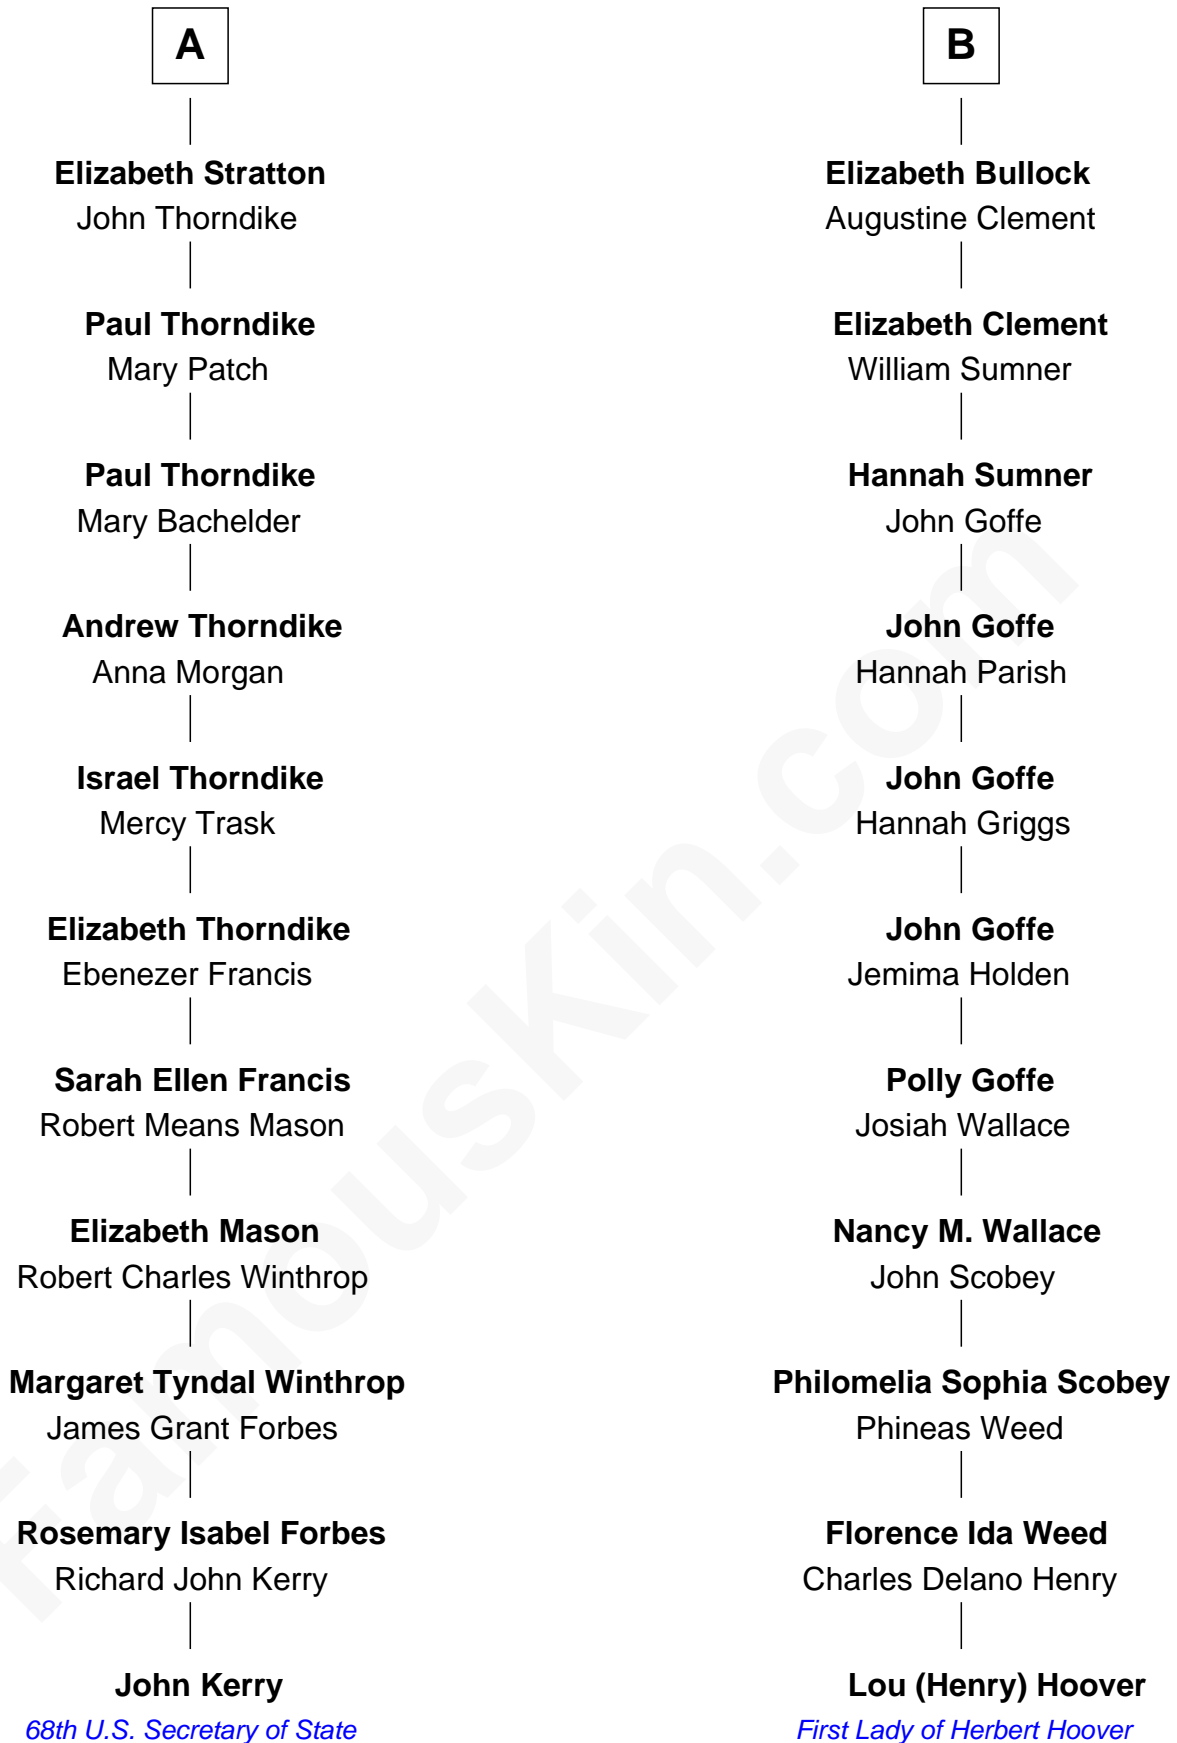 A
Elizabeth Stratton
John Thorndike
Paul Thorndike
Mary Patch
Paul Thorndike
Mary Bachelder
Andrew Thorndike
Anna Morgan
Israel Thorndike
Mercy Trask
Elizabeth Thorndike
Ebenezer Francis
Sarah Ellen Francis
Robert Means Mason
Elizabeth Mason
Robert Charles Winthrop
Margaret Tyndal Winthrop
James Grant Forbes
Rosemary Isabel Forbes
Richard John Kerry
John Kerry
68th U.S. Secretary of State
B
Elizabeth Bullock
Augustine Clement
Elizabeth Clement
William Sumner
Hannah Sumner
John Goffe
John Goffe
Hannah Parish
John Goffe
Hannah Griggs
John Goffe
Jemima Holden
Polly Goffe
Josiah Wallace
Nancy M. Wallace
John Scobey
Philomelia Sophia Scobey
Phineas Weed
Florence Ida Weed
Charles Delano Henry
Lou (Henry) Hoover
First Lady of Herbert Hoover
FamousKin.com